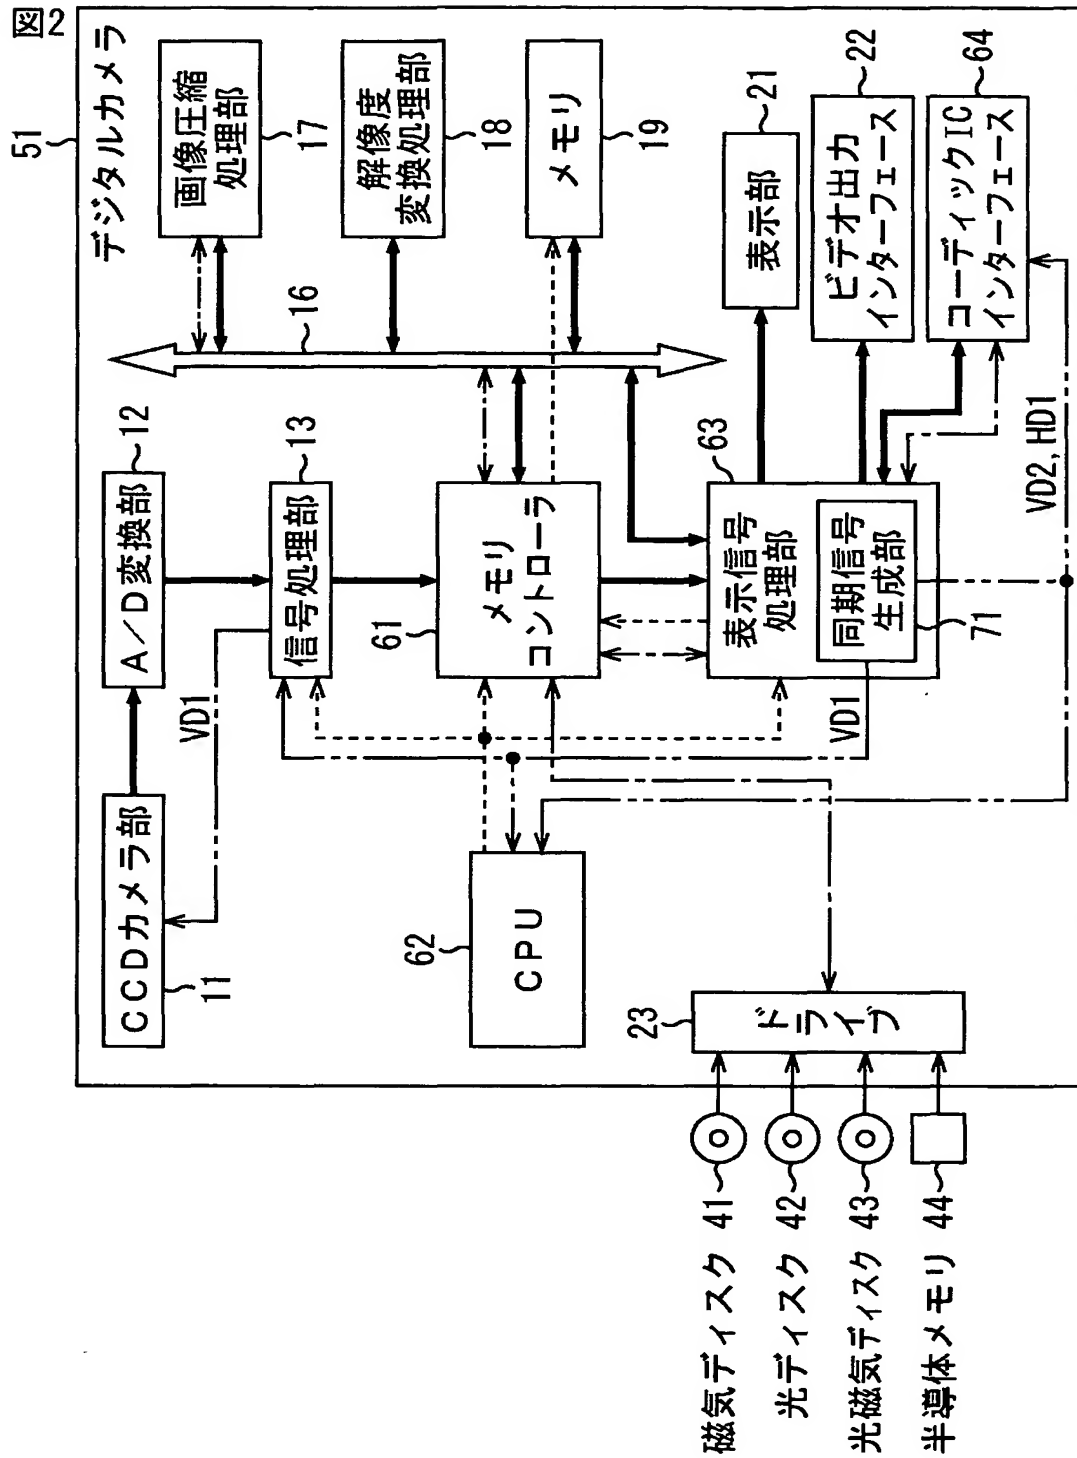 図2
51
デジタルカメラ
CCDカメラ部
11
A/D変換部
12
画像圧縮
処理部
17
VD1
信号処理部
13
16
解像度
変換処理部
18
メモリ
コントローラ
61
メモリ
19
CPU
62
表示信号
処理部
63
同期信号
生成部
71
VD1
表示部
21
ビデオ出力
インターフェース
22
コーディックIC
インターフェース
64
VD2, HD1
ドライブ
23
磁気ディスク 41
光ディスク 42
光磁気ディスク 43
半導体メモリ 44